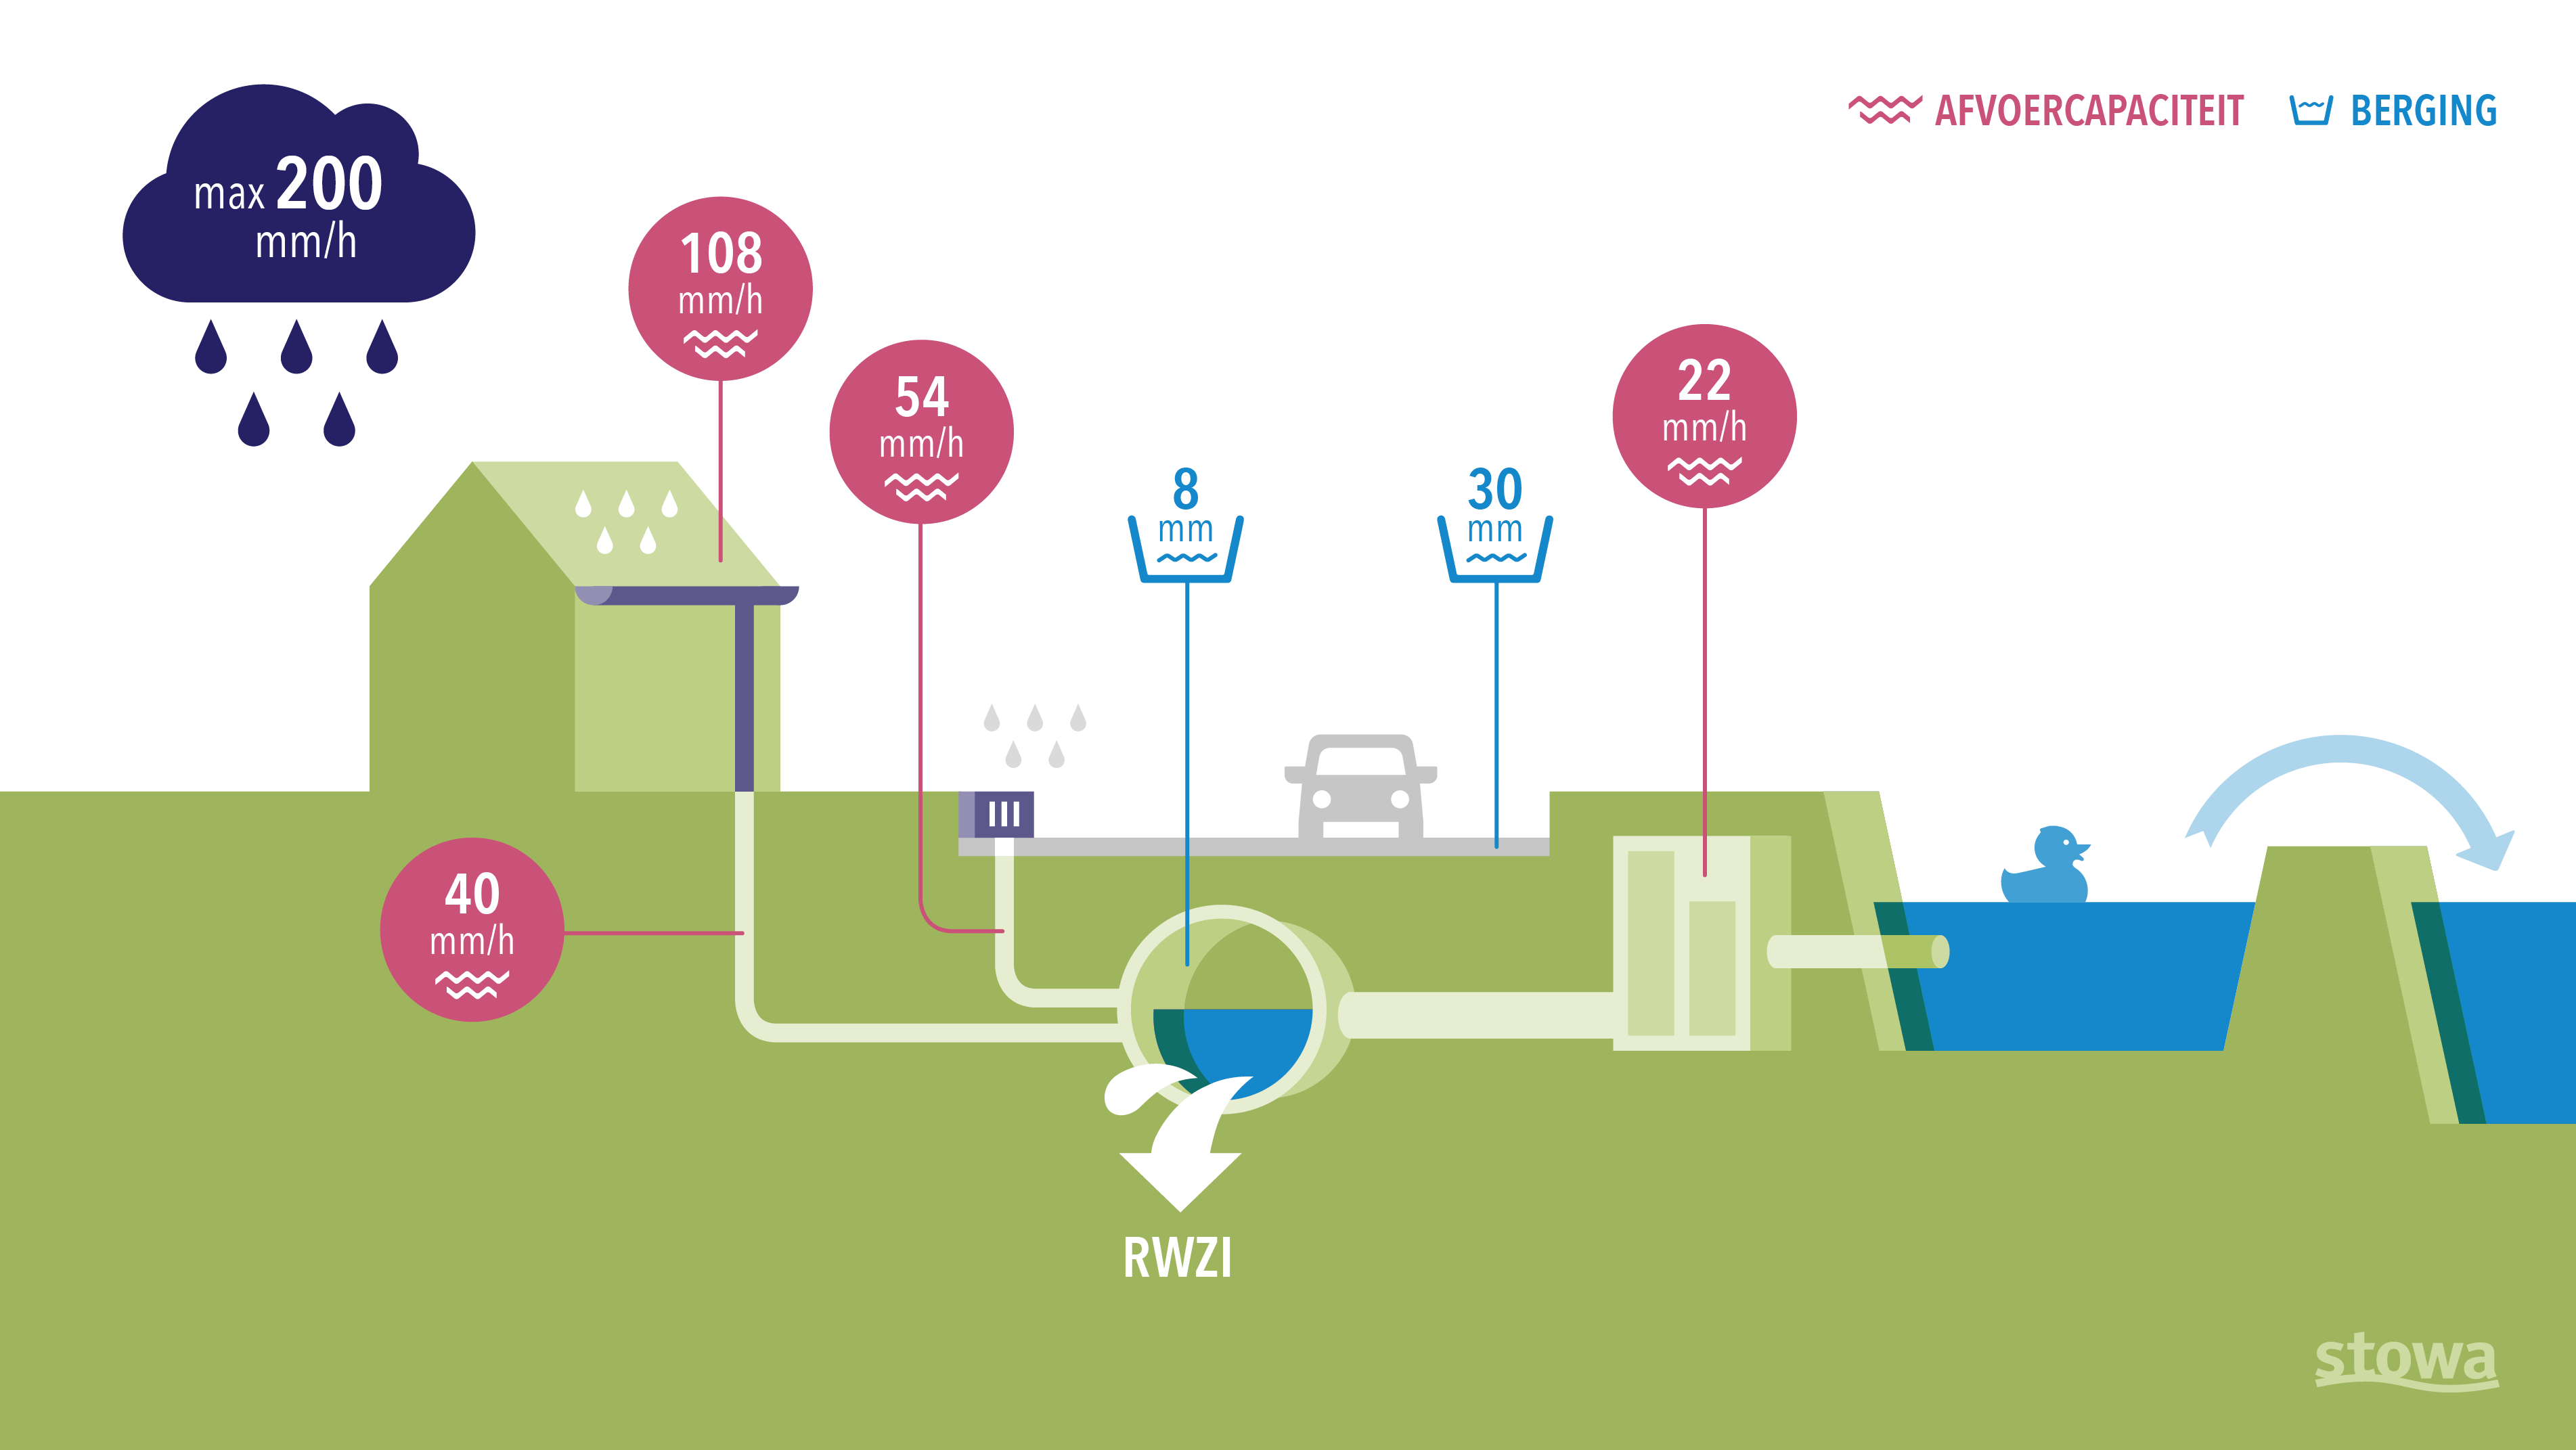 AFVOERCAPACITEIT
BERGING
max 200
mm/h
108
mm/h
54
mm/h
22
mm/h
8
mm
30
mm
40
mm/h
RWZI
stowa